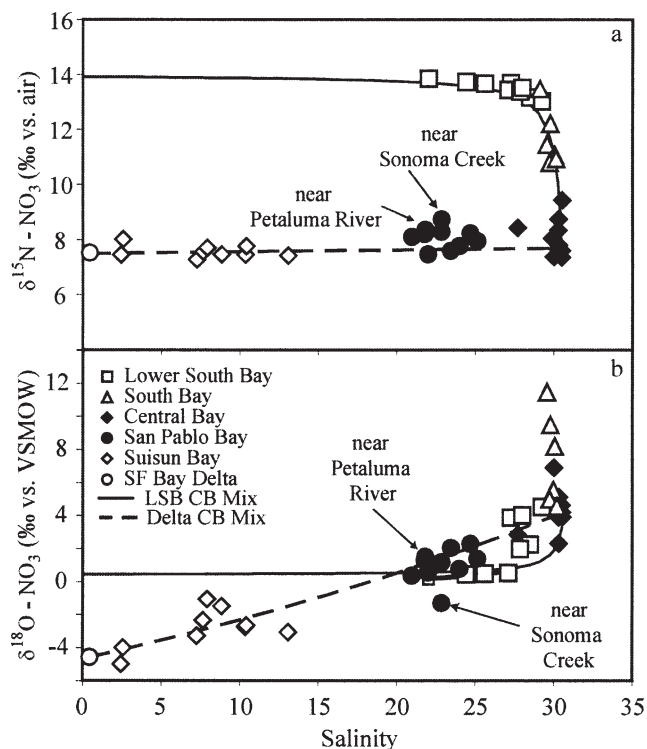 16
14
12
10
8
6
δ15N - NO3 (‰ vs. air)
a
near
Sonoma Creek
near
Petaluma River
12
8
4
0
-4
δ18O - NO3 (‰ vs. VSMOW)
b
Lower South Bay
South Bay
Central Bay
San Pablo Bay
Suisun Bay
SF Bay Delta
LSB CB Mix
Delta CB Mix
near
Petaluma
River
near
Sonoma
Creek
0 5 10 15 20 25 30 35
Salinity